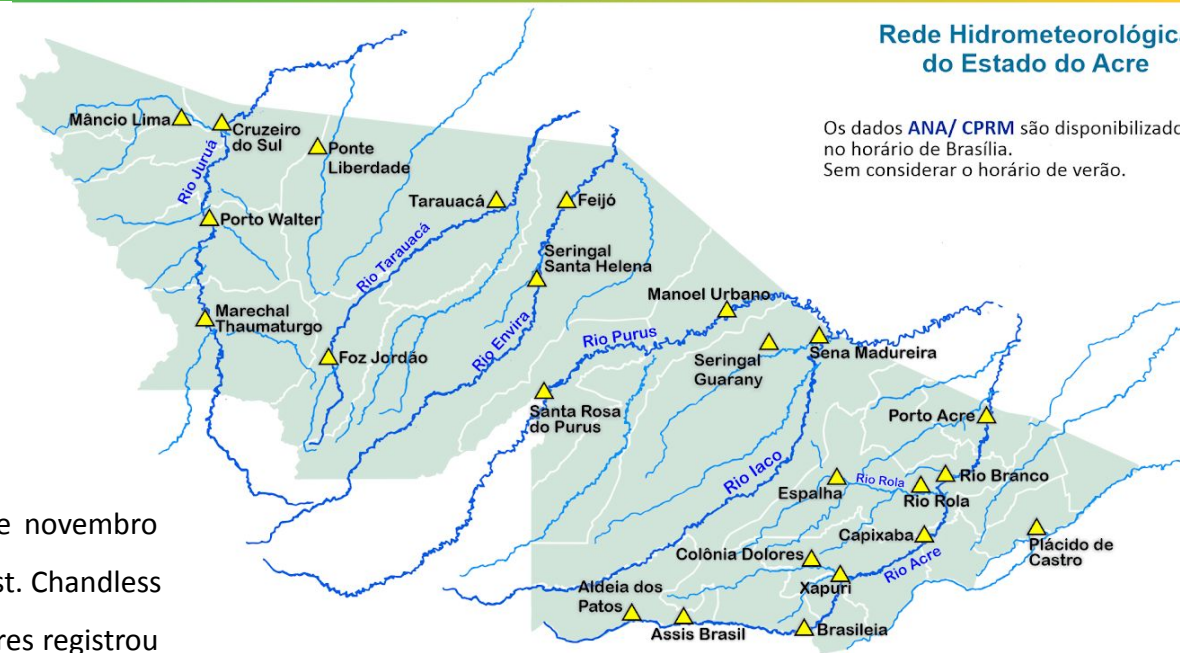 Rede Hidrometeorológica
do Estado do Acre
Os dados ANA/ CPRM são disponibilizado
no horário de Brasília.
Sem considerar o horário de verão.
Mâncio Lima
Cruzeiro
do Sul
Ponte
Liberdade
Rio Juruá
Porto Walter
Tarauacá
Feijó
Rio Tarauacá
Seringal
Santa Helena
Marechal
Thaumaturgo
Foz Jordão
Rio Envira
Manoel Urbano
Rio Purus
Seringal
Guarany
Sena Madureira
Santa Rosa
do Purus
Porto Acre
Rio Iaco
Espalha
Rio Rola
Rio Rola
Rio Branco
Capixaba
Plácido de
Castro
Colônia Dolores
Rio Acre
Xapuri
Aldeia dos
Patos
Assis Brasil
Brasileia
e novembro
st. Chandless
res registrou